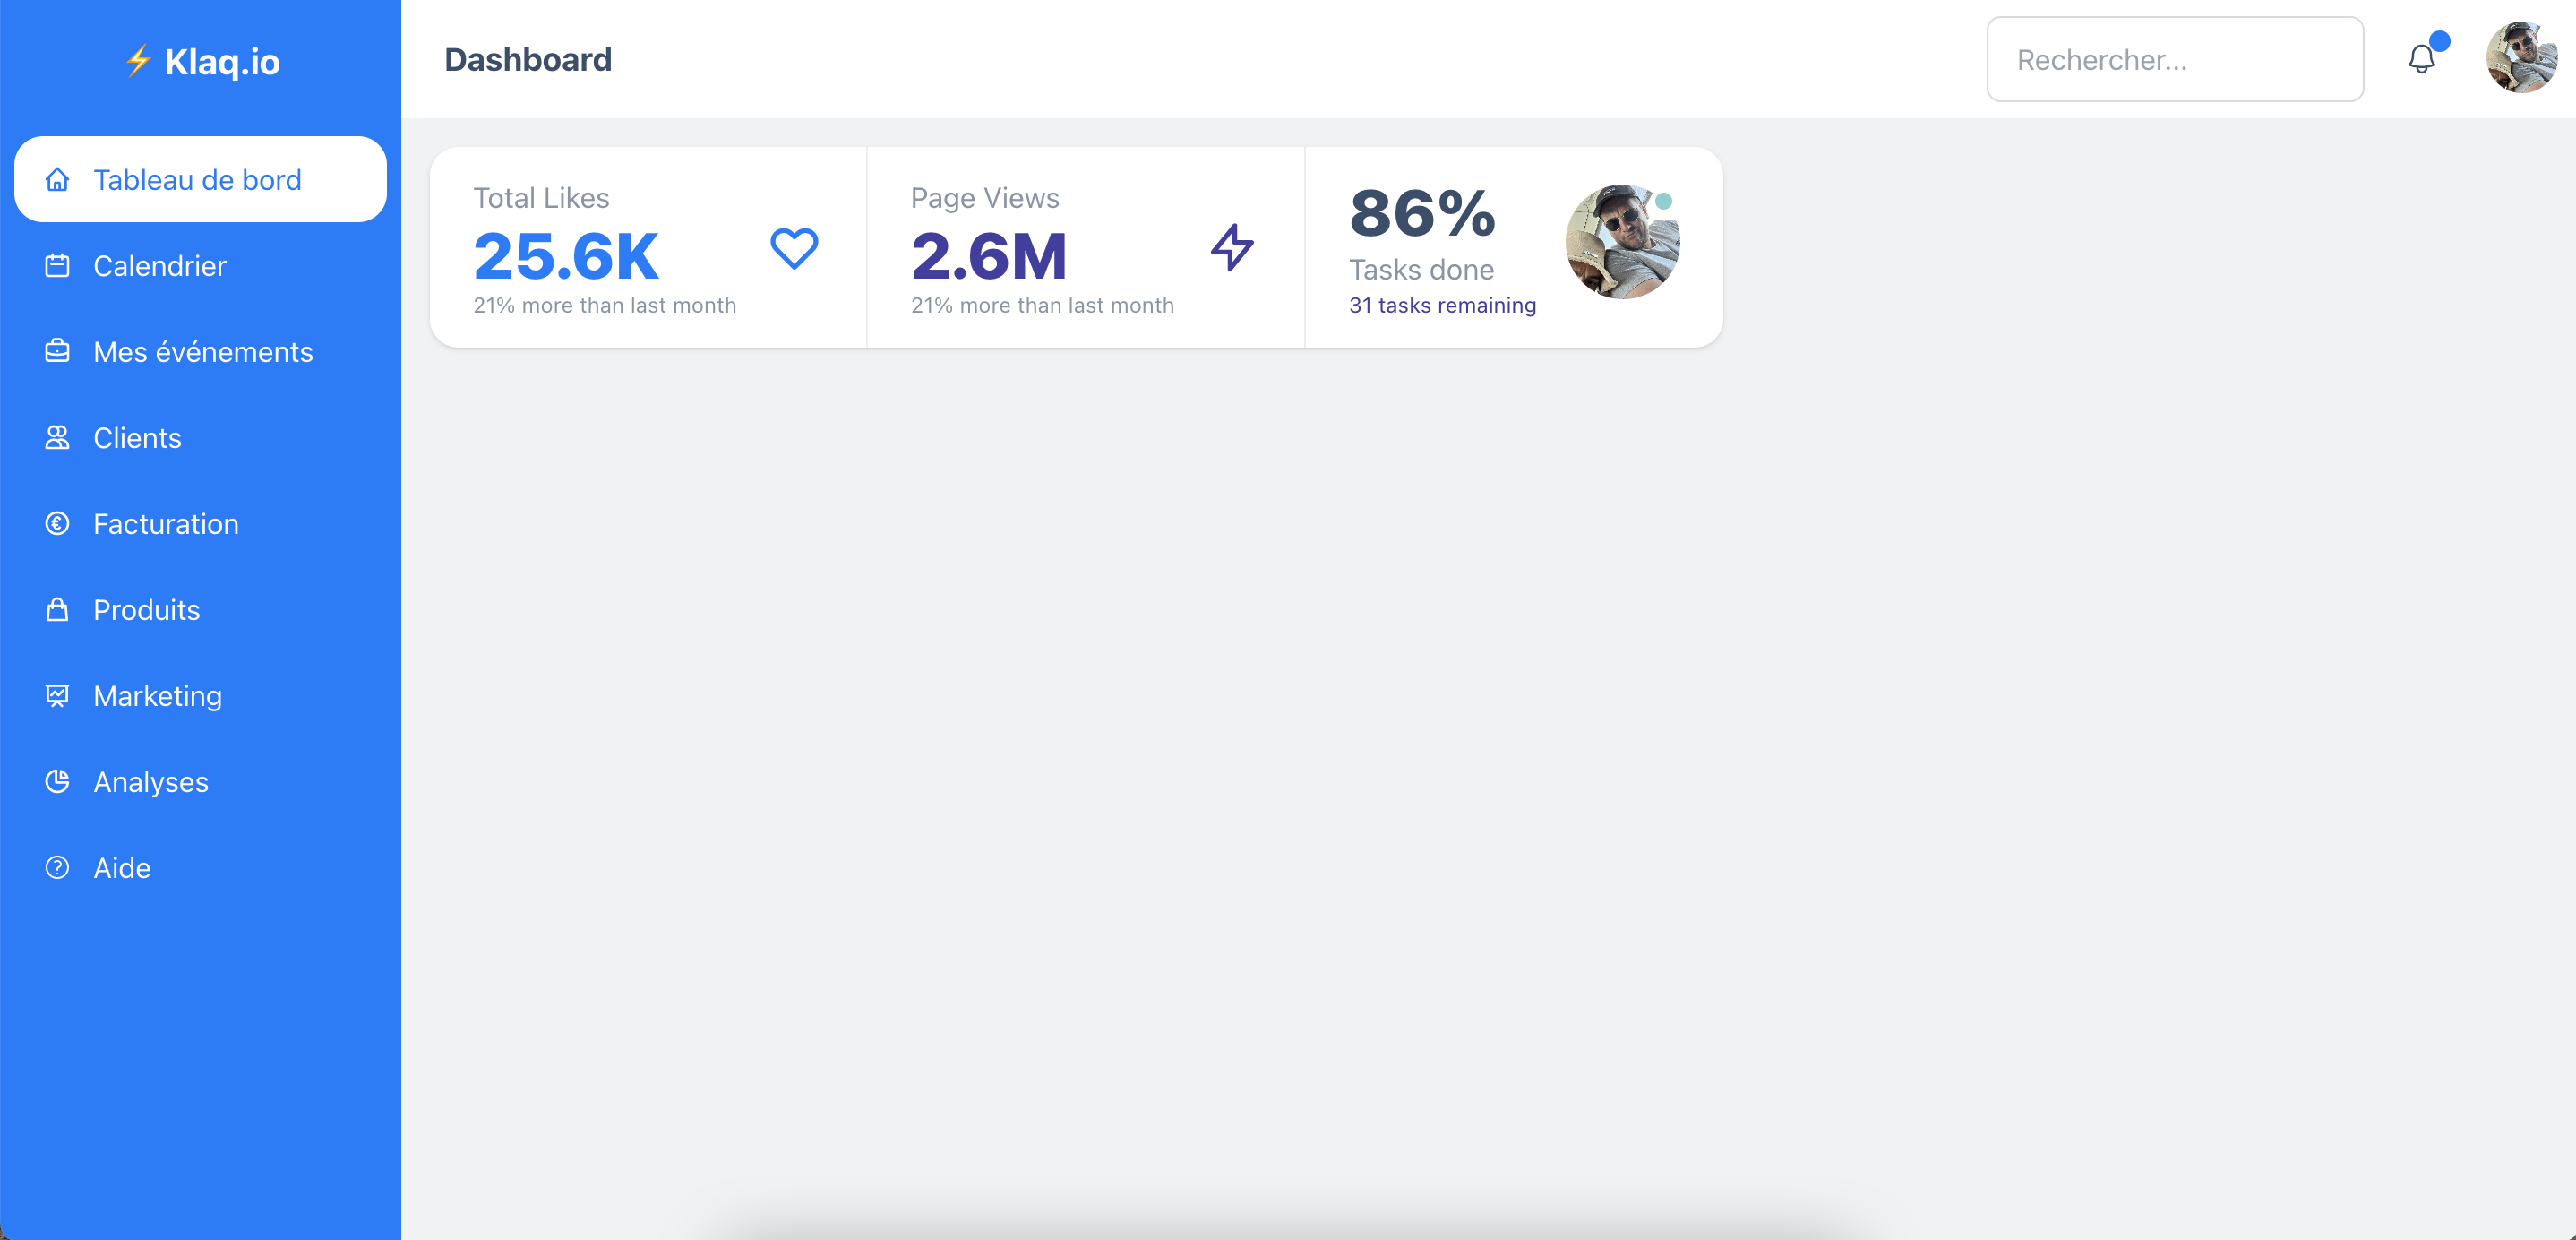 ⚡ Klaq.io
Tableau de bord
Calendrier
Mes événements
Clients
Facturation
Produits
Marketing
Analyses
Aide
Dashboard
Rechercher...
Total Likes
25.6K
21% more than last month
Page Views
2.6M
21% more than last month
86%
Tasks done
31 tasks remaining